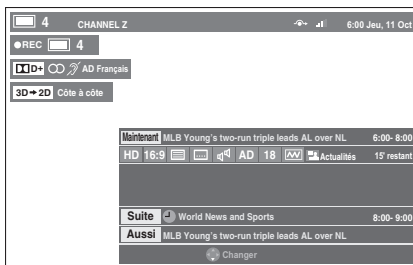 4 CHANNEL Z 6:00 Jeu, 11 Oct
REC 4
D+ AD Français
3D 2D Côte à côte
Maintenant MLB Young's two-run triple leads AL over NL 6:00- 8:00
HD 16:9 AD 18 Actualités 15' restant
Suite World News and Sports 8:00- 9:00
Aussi MLB Young's two-run triple leads AL over NL
Changer